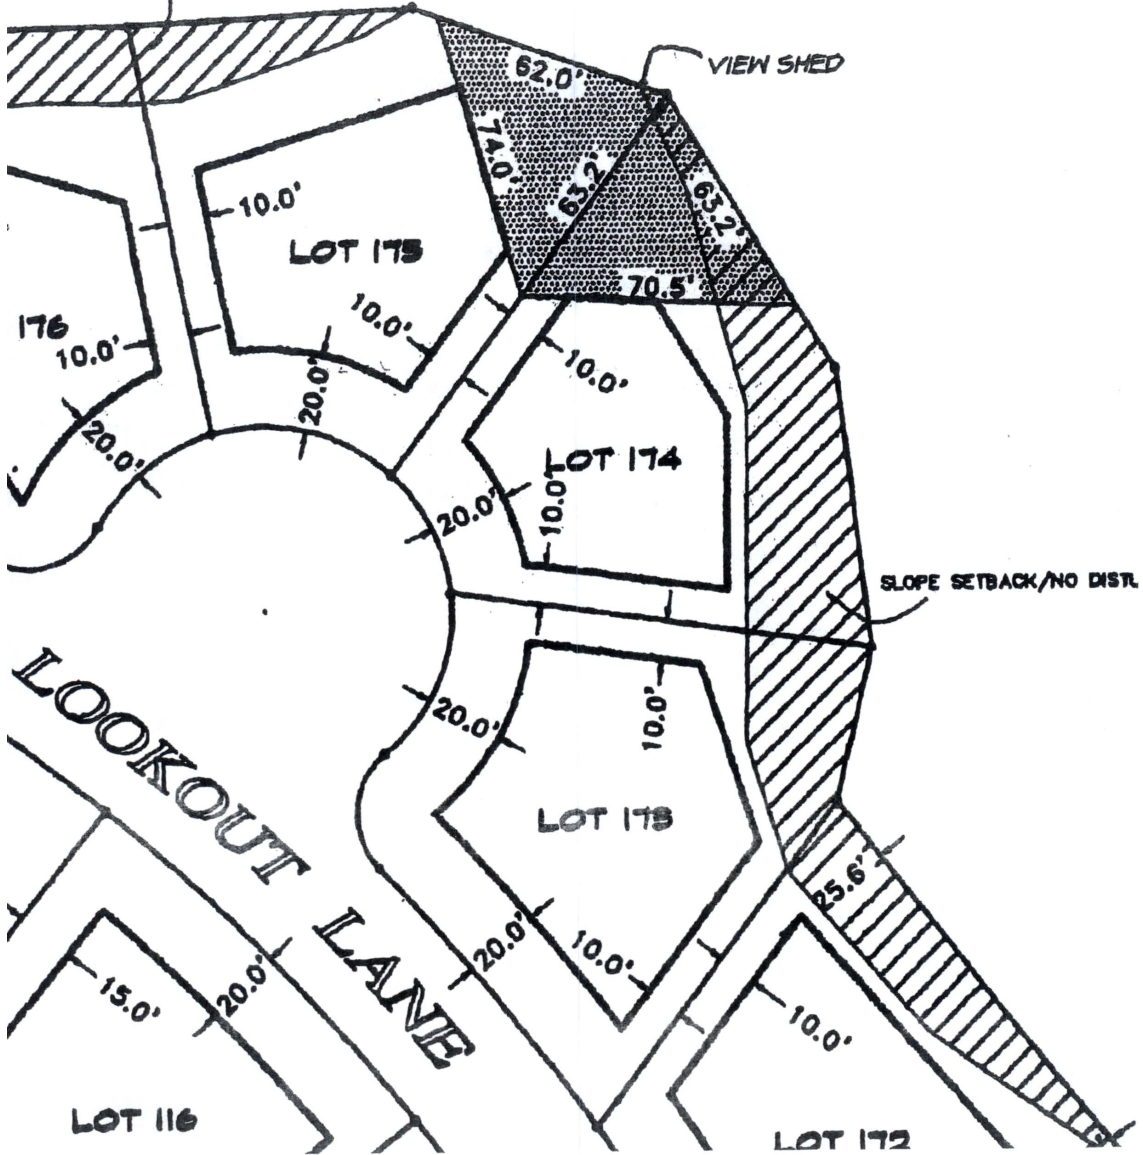 VIEW SHED
62.0'
74.0'
63.2'
63.2'
70.5'
10.0'
LOT 175
10.0'
176
10.0'
20.0'
10.0'
20.0'
LOT 174
10.0'
20.0'
SLOPE SETBACK/NO DIST
10.0'
20.0'
LOT 173
LOOKOUT LANE
25.6'
20.0'
10.0'
15.0'
20.0'
10.0'
LOT 116
LOT 172